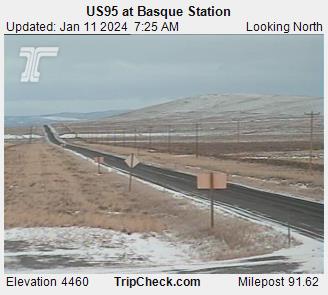 US95 at Basque Station
Updated: Jan 11 2024 7:25 AM Looking North
Elevation 4460 TripCheck.com Milepost 91.62